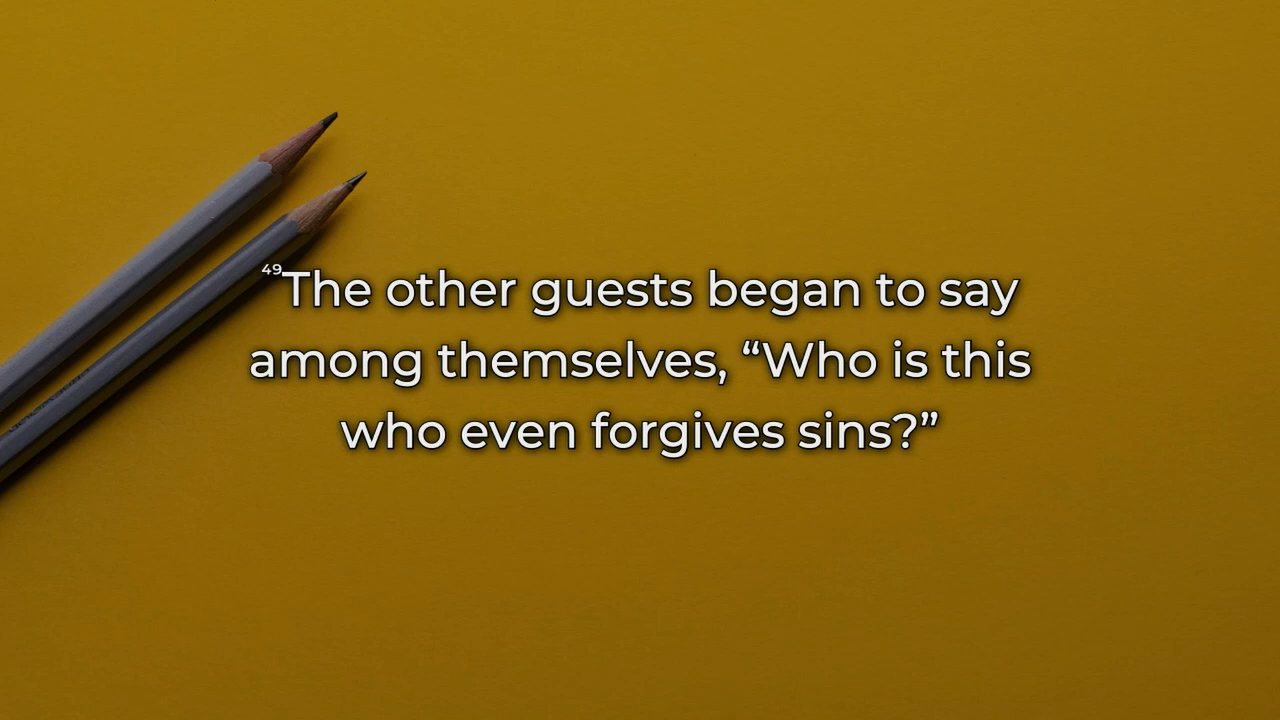 ⁴⁹The other guests began to say
among themselves, “Who is this
who even forgives sins?”